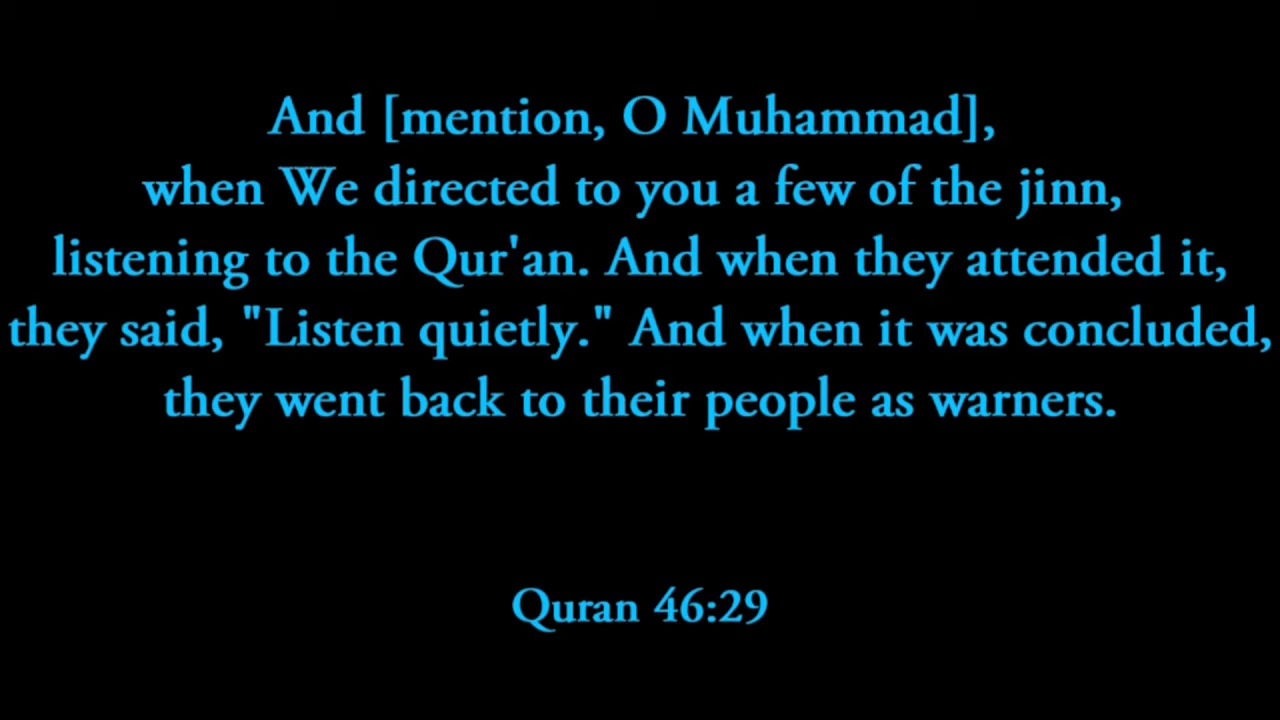 And [mention, O Muhammad],
when We directed to you a few of the jinn,
listening to the Qur'an. And when they attended it,
they said, "Listen quietly." And when it was concluded,
they went back to their people as warners.
Quran 46:29